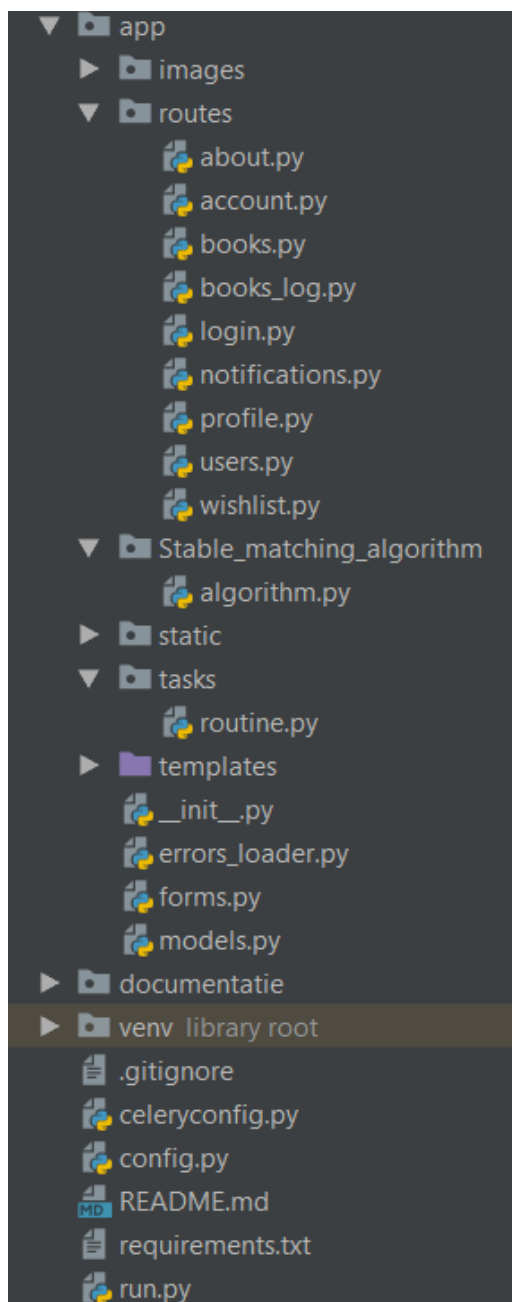 app
images
routes
about.py
account.py
books.py
books_log.py
login.py
notifications.py
profile.py
users.py
wishlist.py
Stable_matching_algorithm
algorithm.py
static
tasks
routine.py
templates
__init__.py
errors_loader.py
forms.py
models.py
documentatie
venv library root
.gitignore
celeryconfig.py
config.py
MD README.md
requirements.txt
run.py